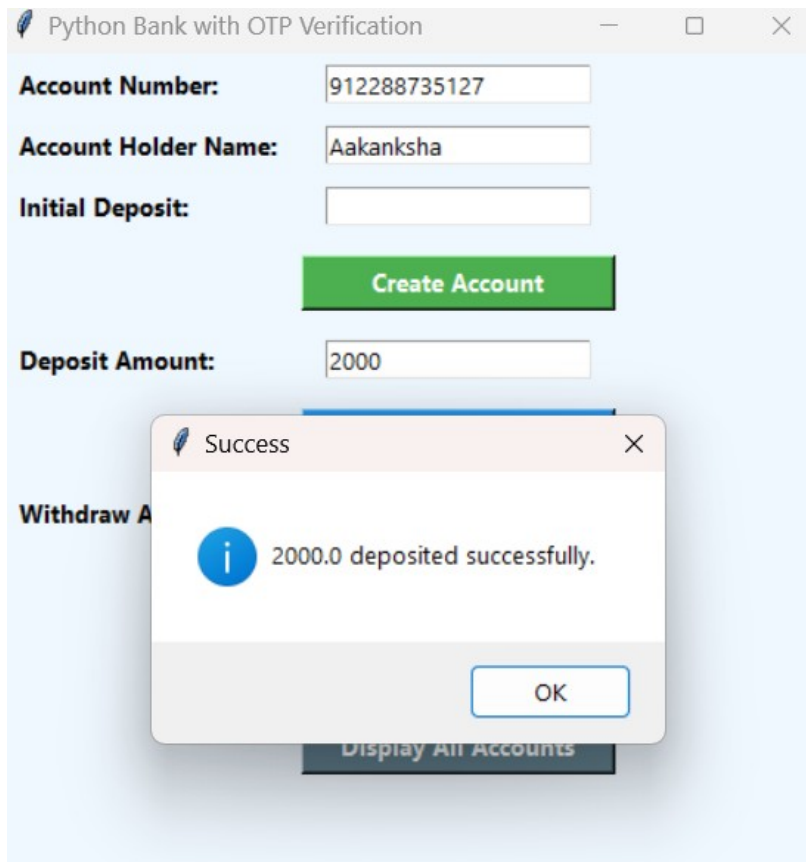 Python Bank with OTP Verification
Account Number: 912288735127
Account Holder Name: Aakanksha
Initial Deposit:
Create Account
Deposit Amount: 2000
Success
Withdraw A
2000.0 deposited successfully.
OK
Display All Accounts